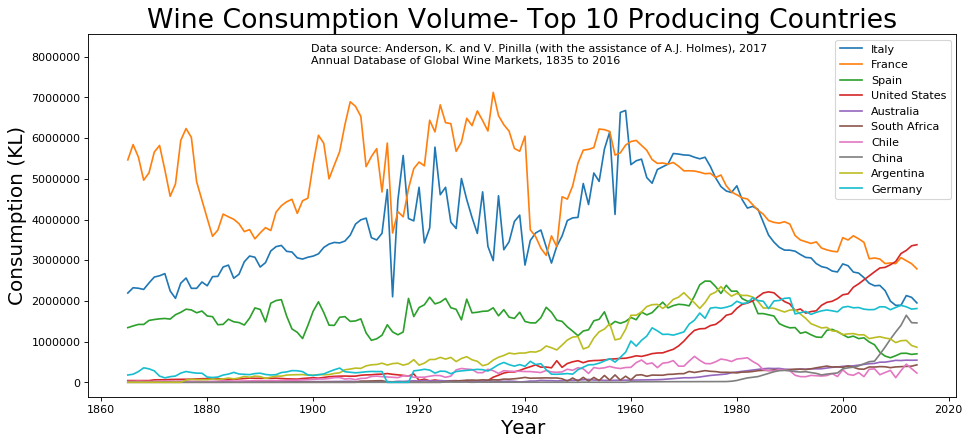 Wine Consumption Volume- Top 10 Producing Countries
Data source: Anderson, K. and V. Pinilla (with the assistance of A.J. Holmes), 2017
Annual Database of Global Wine Markets, 1835 to 2016
Italy
France
Spain
United States
Australia
South Africa
Chile
China
Argentina
Germany
Consumption (KL)
8000000
7000000
6000000
5000000
4000000
3000000
2000000
1000000
0
1860
1880
1900
1920
1940
1960
1980
2000
2020
Year